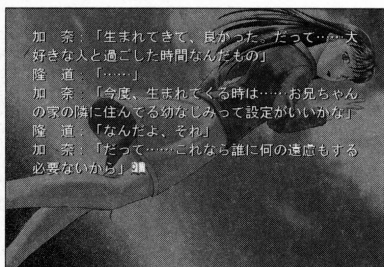 加 奈 :「生まれてきて、良かった。だって……大
好きな人と過ごした時間なんだもの」
隆 道 :「……」
加 奈 :「今度、生まれてくる時は……お兄ちゃん
の家の隣に住んでる幼なじみって設定がいいかな」
隆 道 :「なんだよ、それ」
加 奈 :「だって……これなら誰に何の遠慮もする
必要ないから」